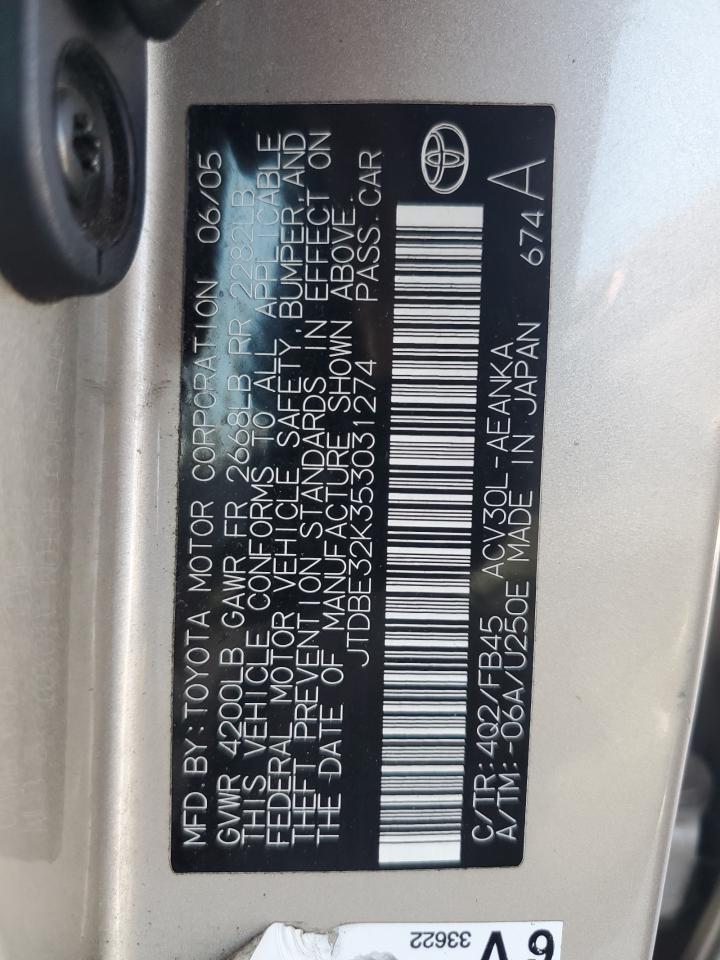 MFD. BY: TOYOTA MOTOR CORPORATION 06/05
GVWR 4200LB GAWR FR 2668LB RR 2282LB
THIS VEHICLE CONFORMS TO ALL APPLICABLE
FEDERAL MOTOR VEHICLE SAFETY, BUMPER, AND
THEFT PREVENTION STANDARDS IN EFFECT ON
THE DATE OF MANUFACTURE SHOWN ABOVE.
JTDBE32K353031274 PASS. CAR
C/TR: 4Q2/FB45 ACV30L-AEANKA
A/TM: -06A/U250E MADE IN JAPAN 674 A
33622
6V